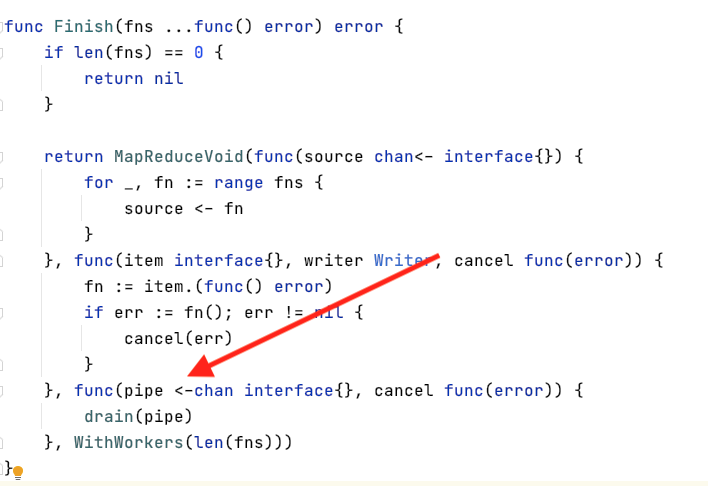 func Finish(fns ...func() error) error {
    if len(fns) == 0 {
        return nil
    }

    return MapReduceVoid(func(source chan<- interface{}) {
        for _, fn := range fns {
            source <- fn
        }
    }, func(item interface{}, writer Writer, cancel func(error)) {
        fn := item.(func() error)
        if err := fn(); err != nil {
            cancel(err)
        }
    }, func(pipe <-chan interface{}, cancel func(error)) {
        drain(pipe)
    }, WithWorkers(len(fns)))
}